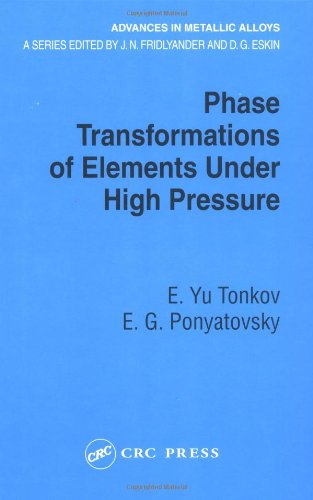 ADVANCES IN METALLIC ALLOYS
A SERIES EDITED BY J. N. FRIDLYANDER AND D. G. ESKIN
Phase
Transformations
of Elements Under
High Pressure
E. Yu Tonkov
E. G. Ponyatovsky
CRC
CRC PRESS